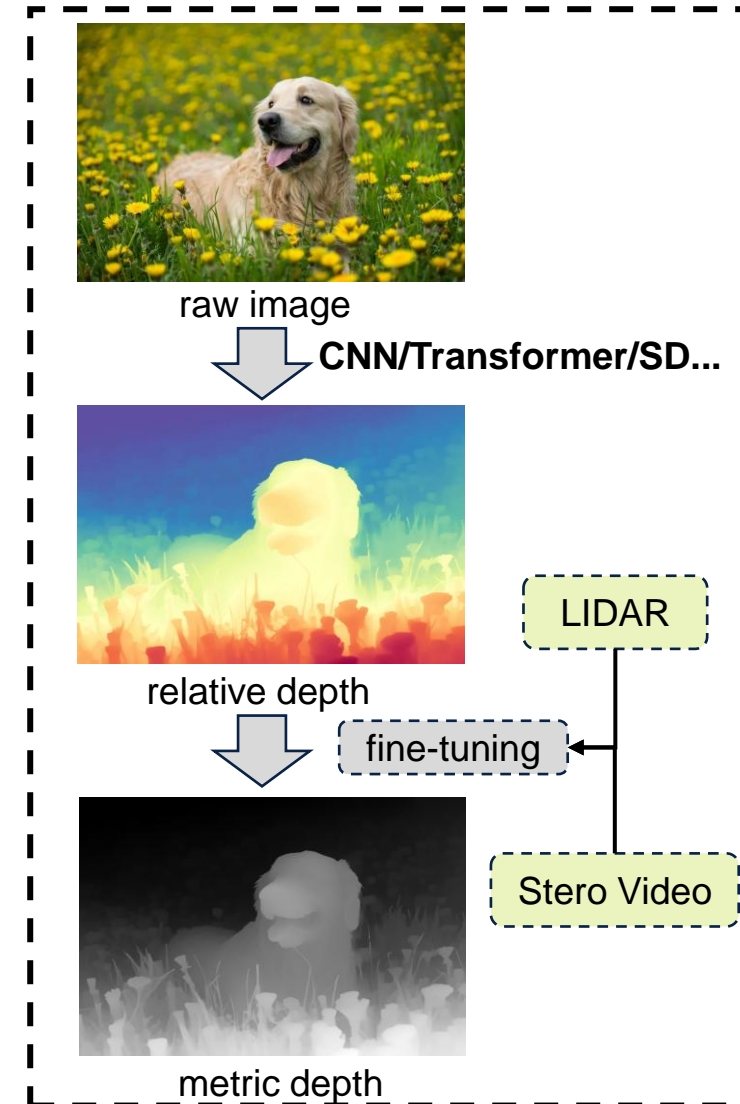 raw image
CNN/Transformer/SD...
relative depth
LIDAR
fine-tuning
Stero Video
metric depth